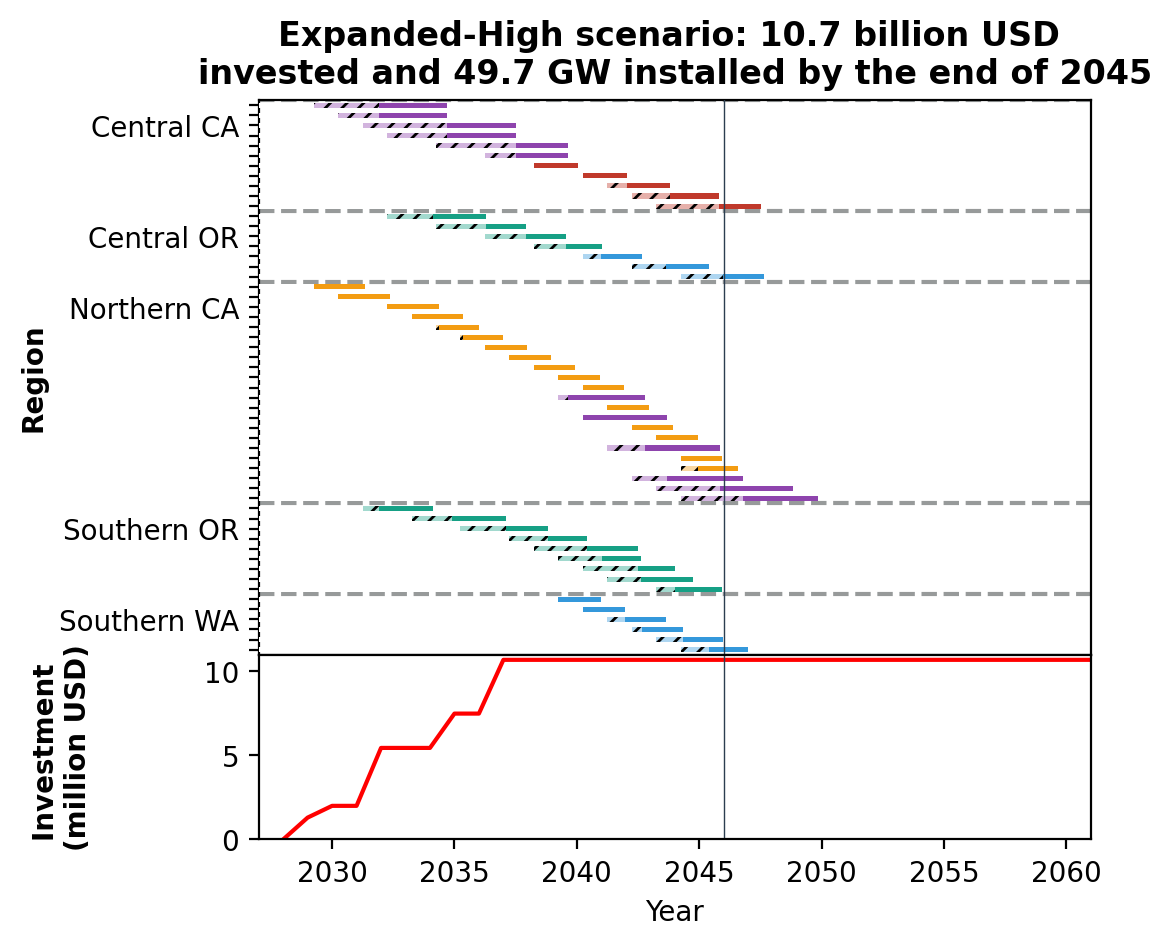 Expanded-High scenario: 10.7 billion USD
invested and 49.7 GW installed by the end of 2045
Region
Central CA
Central OR
Northern CA
Southern OR
Southern WA
Investment
(million USD)
10
5
0
2030 2035 2040 2045 2050 2055 2060
Year